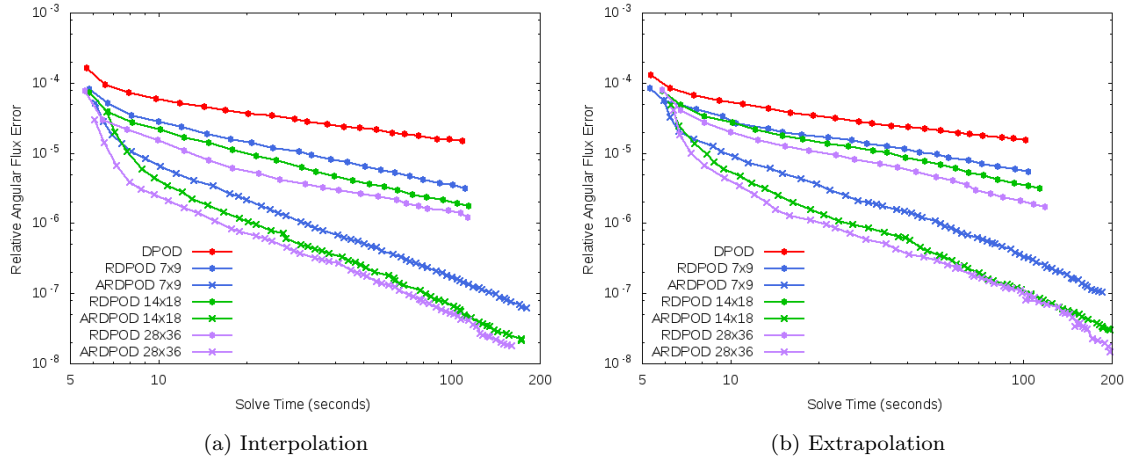 Relative Angular Flux Error
10⁻³
10⁻⁴
10⁻⁵
10⁻⁶
10⁻⁷
10⁻⁸
DPOD
RDPOD 7x9
ARDPOD 7x9
RDPOD 14x18
ARDPOD 14x18
RDPOD 28x36
ARDPOD 28x36
5 10 100 200
Solve Time (seconds)
(a) Interpolation
Relative Angular Flux Error
10⁻³
10⁻⁴
10⁻⁵
10⁻⁶
10⁻⁷
10⁻⁸
DPOD
RDPOD 7x9
ARDPOD 7x9
RDPOD 14x18
ARDPOD 14x18
RDPOD 28x36
ARDPOD 28x36
5 10 100 200
Solve Time (seconds)
(b) Extrapolation